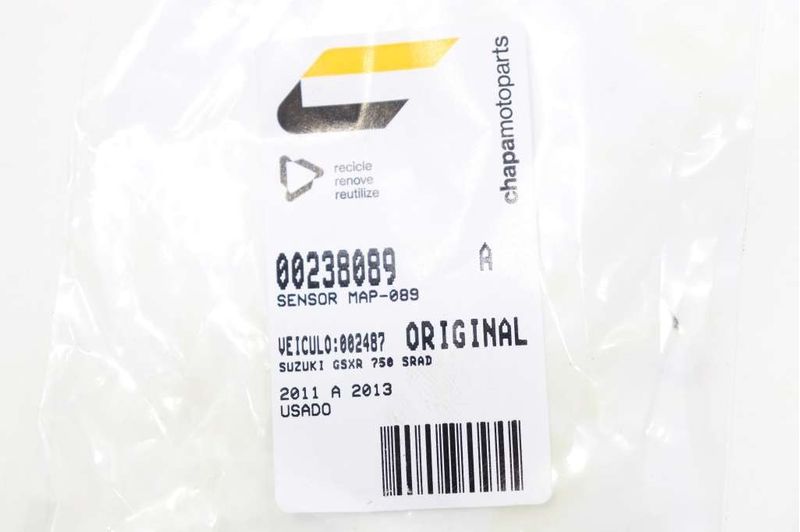 chapamotoparts
recicle
renove
reutilize
00238089 A
SENSOR MAP-089
VEICULO:002487 ORIGINAL
SUZUKI GSXR 750 SRAD
2011 A 2013
USADO